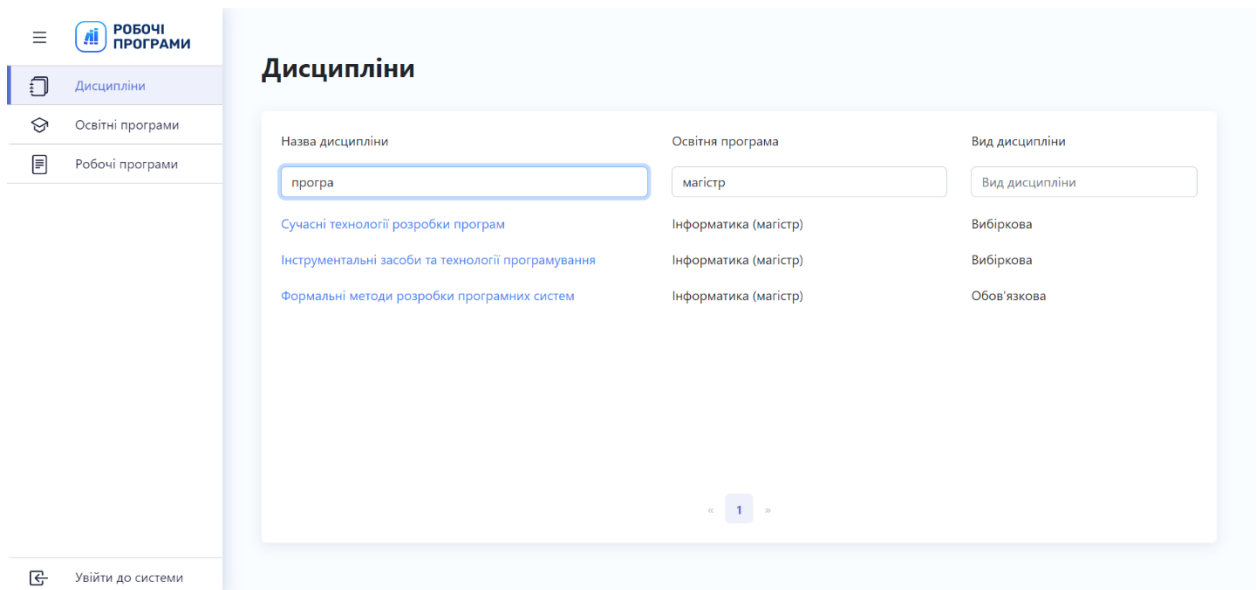 РОБОЧІ
ПРОГРАМИ
Дисципліни
Освітні програми
Робочі програми
Увійти до системи
Дисципліни
Назва дисципліни Освітня програма Вид дисципліни
програ магістр Вид дисципліни
Сучасні технології розробки програм Інформатика (магістр) Вибіркова
Інструментальні засоби та технології програмування Інформатика (магістр) Вибіркова
Формальні методи розробки програмних систем Інформатика (магістр) Обов'язкова
« 1 »